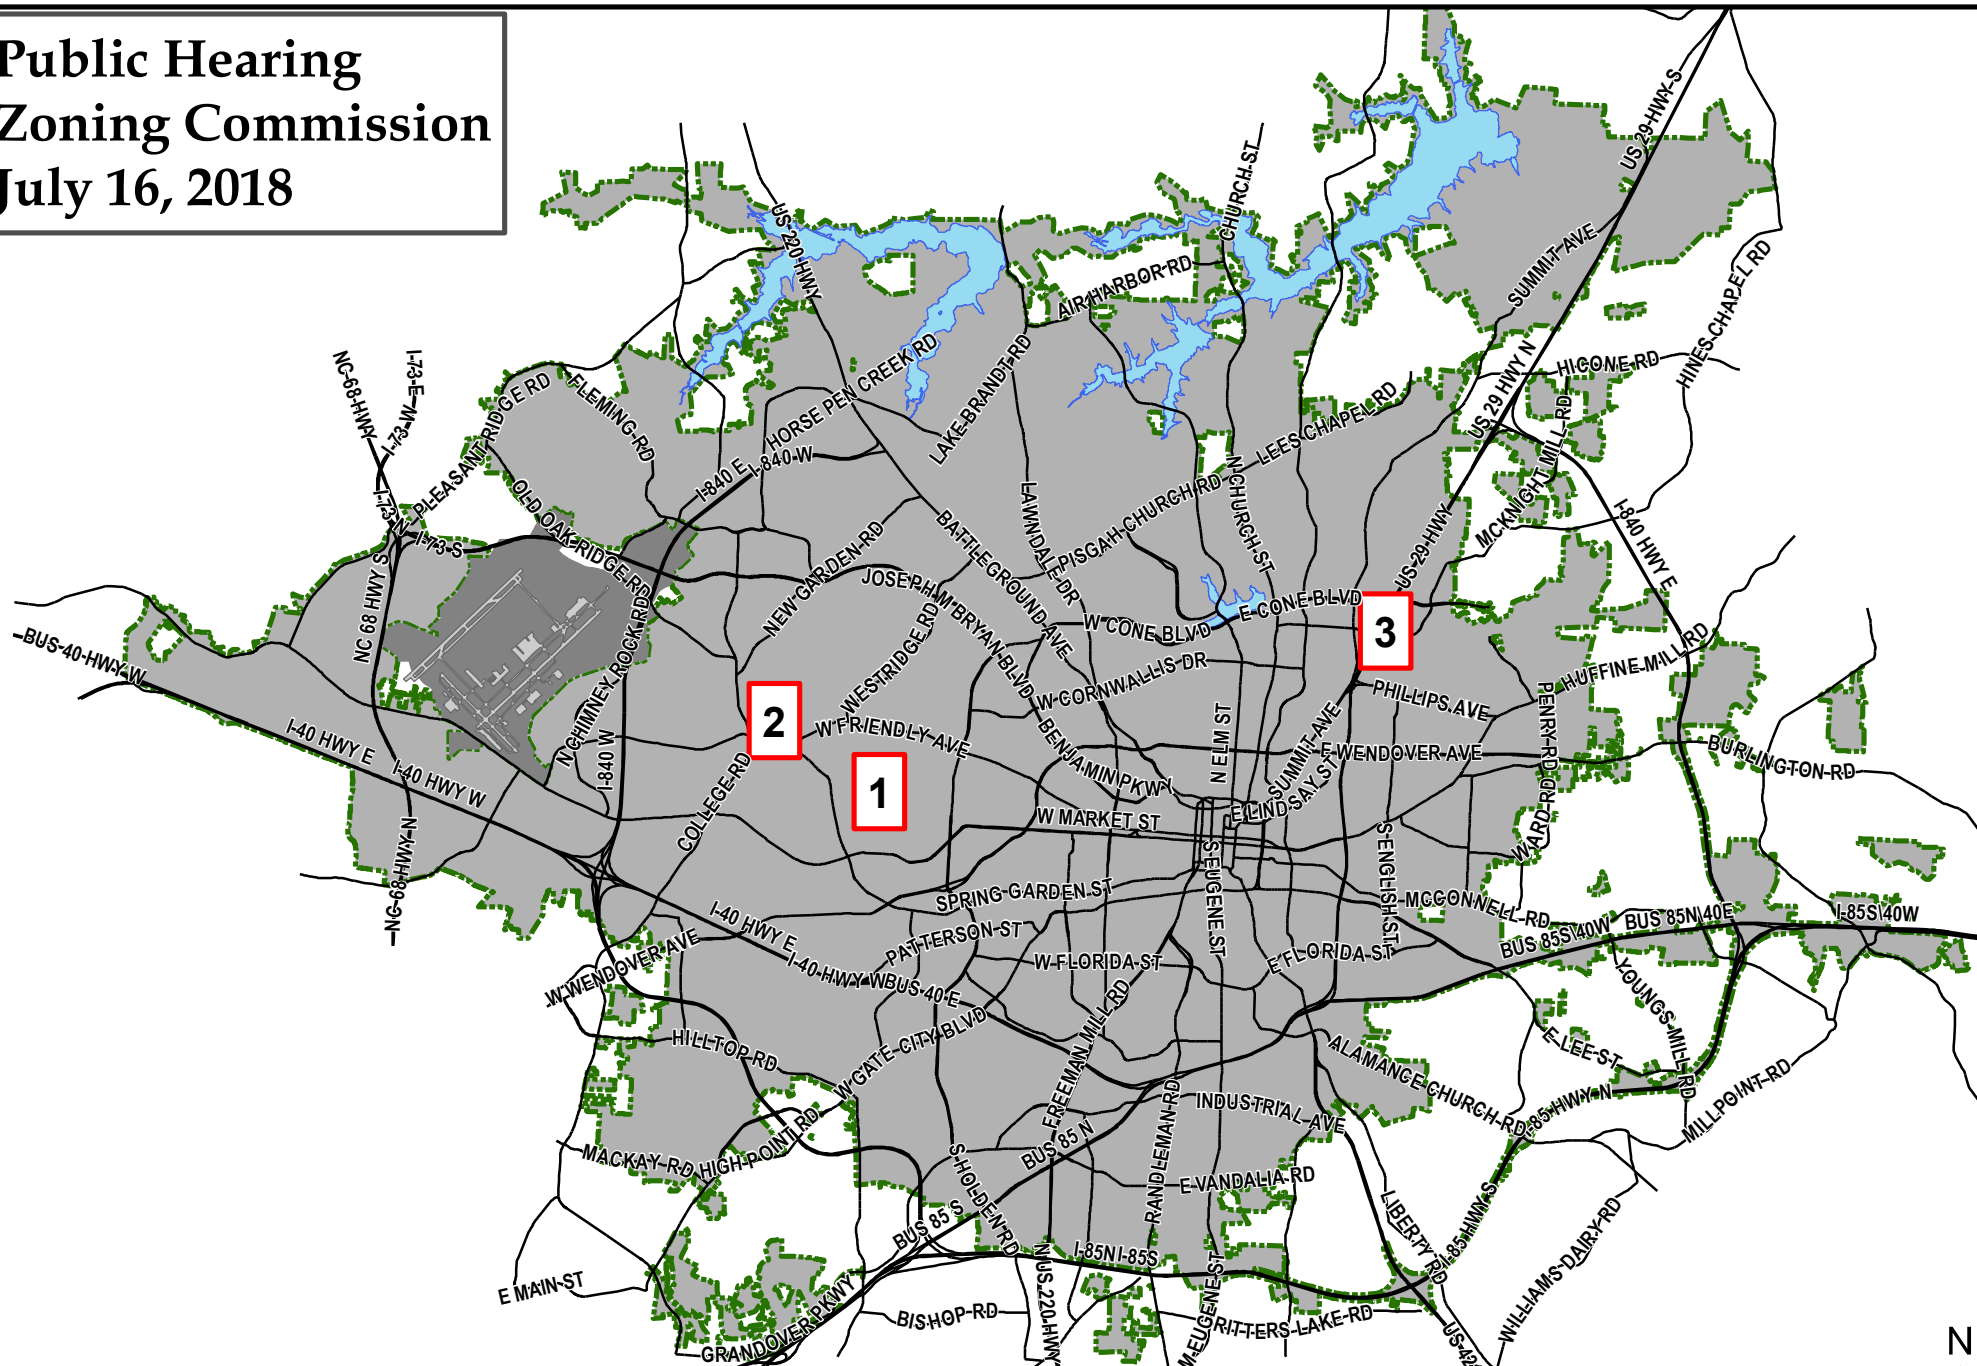 Public Hearing
Zoning Commission
July 16, 2018
US 29 HWY S
CHURCH ST
US 220 HWY
SUMMIT AVE
AIR HARBOR RD
HINES CHAPEL RD
NC 68 HWY
I-73 E
I-73 W
HORSE PEN CREEK RD
LAKE BRANDT RD
US 29 HWY N
HICONE RD
PLEASANT RIDGE RD
FLEMING RD
LEES CHAPEL RD
MCKNIGHT MILL RD
I-840 E
I-840 W
N CHURCH ST
I-73 N
I-73 S
OLD OAK RIDGE RD
NEW GARDEN RD
BATTLEGROUND AVE
LAWNDALE DR
PISGAH CHURCH RD
US 29 HWY
I-840 HWY E
NC 68 HWY S
JOSEPH M BRYAN BLVD
W CONE BLVD
E CONE BLVD
3
BUS 40 HWY W
N CHIMNEY ROCK RD
WESTRIDGE RD
W CORNWALLIS DR
PHILLIPS AVE
HUFFINE MILL RD
PENRY RD
2
W FRIENDLY AVE
I-40 HWY E
I-40 HWY W
I-840 W
COLLEGE RD
1
BENJAMIN PKWY
N ELM ST
SUMMIT AVE
E WENDOVER AVE
BURLINGTON RD
E LINDSAY ST
W MARKET ST
WARD RD
NC 68 HWY N
S EUGENE ST
S ENGLISH ST
SPRING GARDEN ST
MCCONNELL RD
I-40 HWY E
PATTERSON ST
BUS 85S\40W
BUS 85N\40E
I-85S\40W
W WENDOVER AVE
I-40 HWY W
BUS 40 E
W FLORIDA ST
E FLORIDA ST
YOUNGS MILL RD
HILLTOP RD
W GATE CITY BLVD
FREEMAN MILL RD
ALAMANCE CHURCH RD
E LEE ST
I-85 HWY N
MILLPOINT RD
MACKAY RD
HIGH POINT RD
RANDLEMAN RD
INDUSTRIAL AVE
BUS 85 N
S HOLDEN RD
E VANDALIA RD
BUS 85 S
I-85N
I-85S
LIBERTY RD
I-85 HWY S
WILLIAMS DAIRY RD
E MAIN ST
GRANDOVER PKWY
BISHOP RD
N US 220 HWY
M EUGENE ST
RITTERS LAKE RD
US 42
N